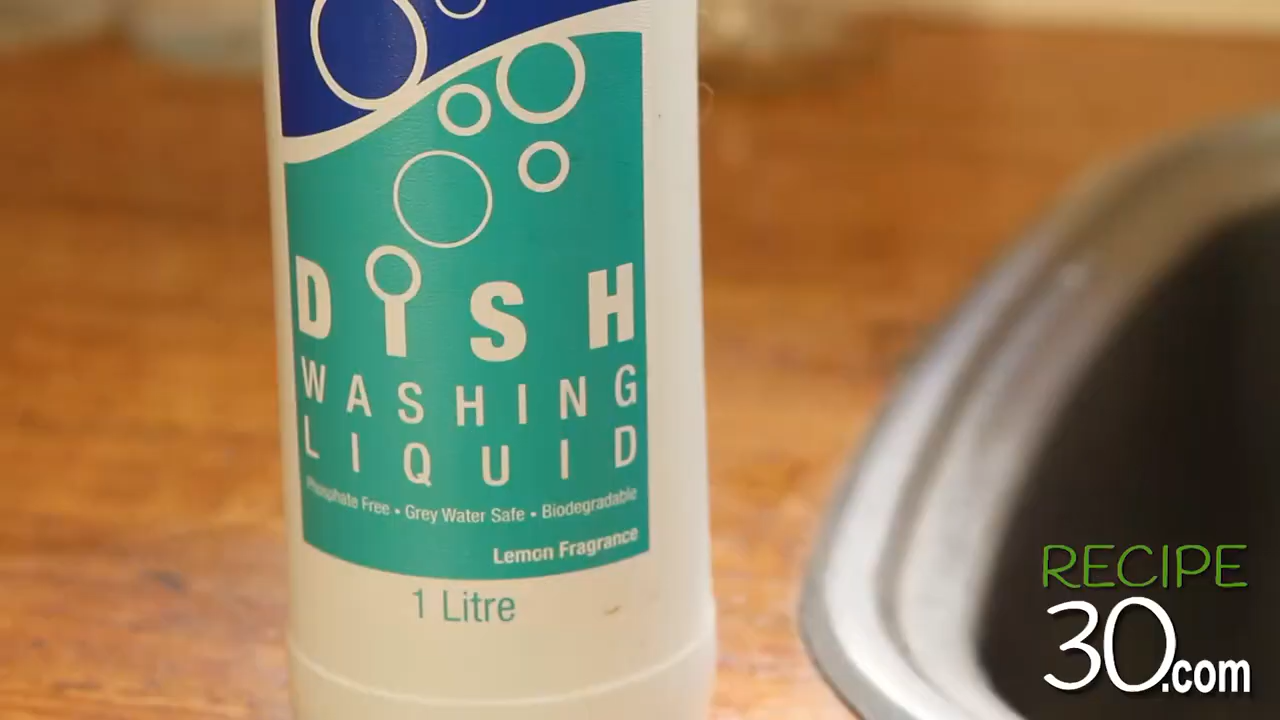 DISH
WASHING
LIQUID
Phosphate Free • Grey Water Safe • Biodegradable
Lemon Fragrance
1 Litre
RECIPE
30.com